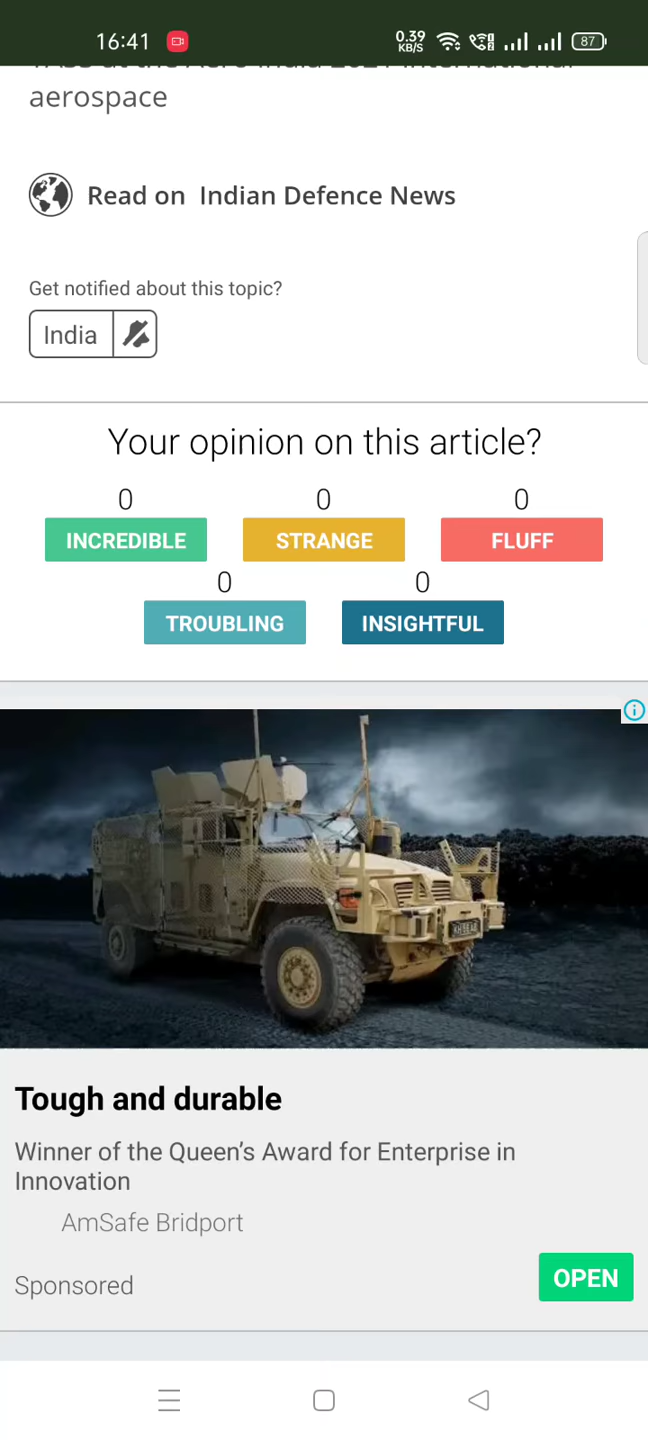 16:41
0.39
KB/S
87
aerospace
Read on Indian Defence News
Get notified about this topic?
India
Your opinion on this article?
0 0 0
INCREDIBLE STRANGE FLUFF
0 0
TROUBLING INSIGHTFUL
Tough and durable
Winner of the Queen's Award for Enterprise in
Innovation
AmSafe Bridport
Sponsored
OPEN